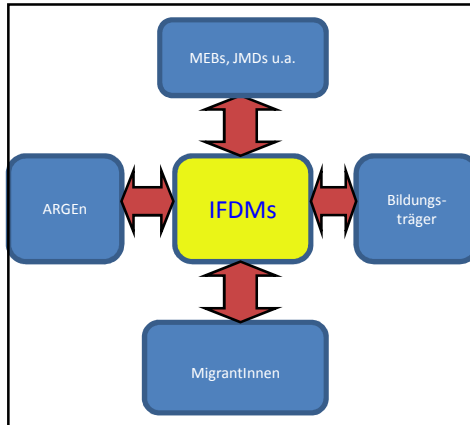 MEBs, JMDs u.a.
ARGEn
IFDMs
Bildungs-
träger
MigrantInnen